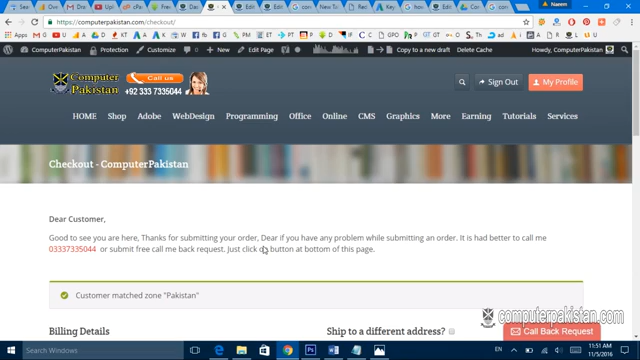 Naeem
https://computerpakistan.com/checkout/
ComputerPakistan Protection Customize New Edit Page Copy to a new draft Delete Cache Howdy, ComputerPakistan
Computer Pakistan
Call us
+92 333 7335044
Sign Out My Profile
HOME Shop Adobe WebDesign Programming Office Online CMS Graphics More Earning Tutorials Services
Checkout - ComputerPakistan
Dear Customer,
Good to see you are here, Thanks for submitting your order, Dear if you have any problem while submitting an order. It is had better to call me
03337335044 or submit free call me back request. Just click on button at bottom of this page.
Customer matched zone "Pakistan"
computerpakistan.com
Billing Details Ship to a different address?
Call Back Request
Search Windows
ENG
11:51 AM
11/5/2016